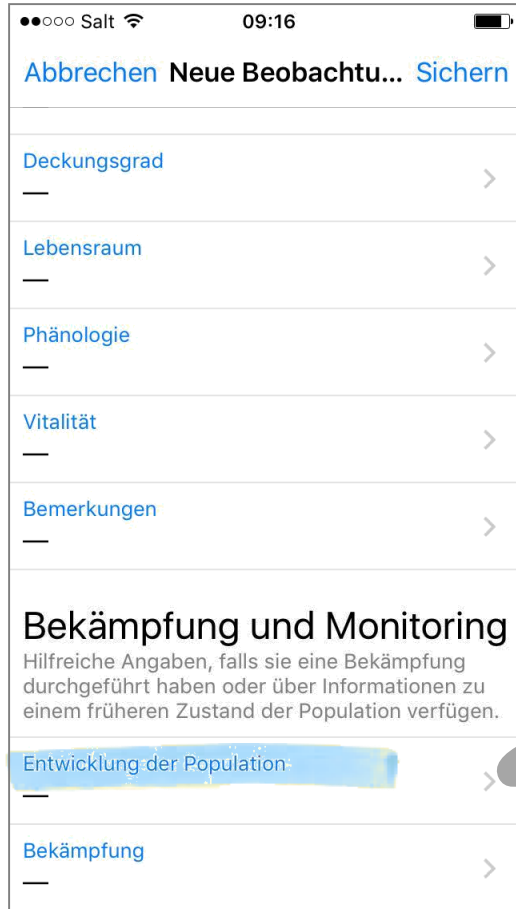 Salt 09:16
Abbrechen Neue Beobachtu... Sichern
Deckungsgrad
—
Lebensraum
—
Phänologie
—
Vitalität
—
Bemerkungen
—
Bekämpfung und Monitoring
Hilfreiche Angaben, falls sie eine Bekämpfung
durchgeführt haben oder über Informationen zu
einem früheren Zustand der Population verfügen.
Entwicklung der Population
—
Bekämpfung
—